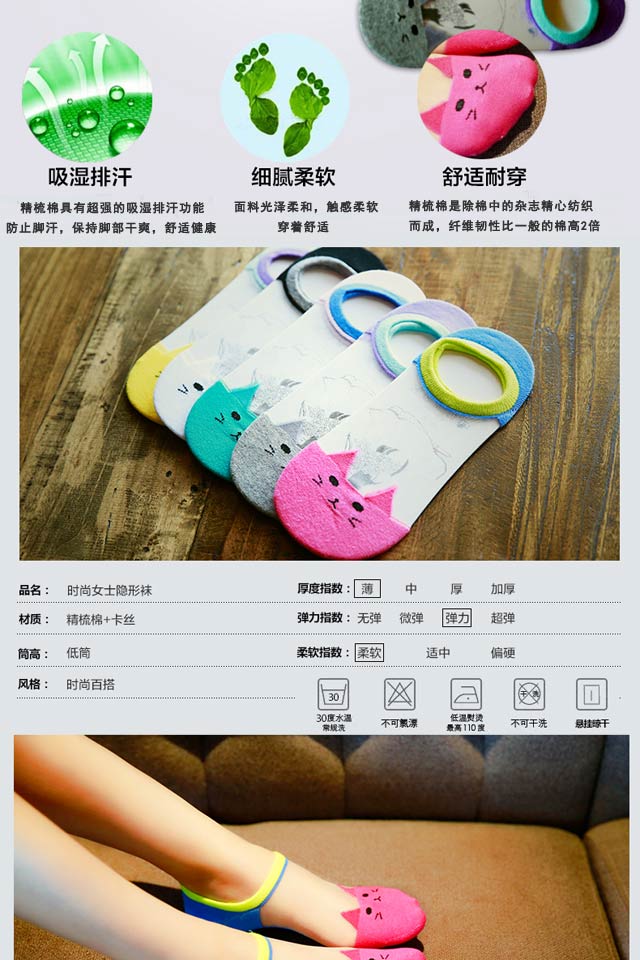 吸湿排汗
精梳棉具有超强的吸湿排汗功能
防止脚汗，保持脚部干爽，舒适健康
细腻柔软
面料光泽柔和，触感柔软
穿着舒适
舒适耐穿
精梳棉是除棉中的杂志精心纺织
而成，纤维韧性比一般的棉高2倍
品名： 时尚女士隐形袜
材质： 精梳棉+卡丝
筒高： 低筒
风格： 时尚百搭
厚度指数： 薄 中 厚 加厚
弹力指数： 无弹 微弹 弹力 超弹
柔软指数： 柔软 适中 偏硬
30
30度水温
常规洗
不可氯漂
低温熨烫
最高110度
干洗
不可干洗
悬挂晾干